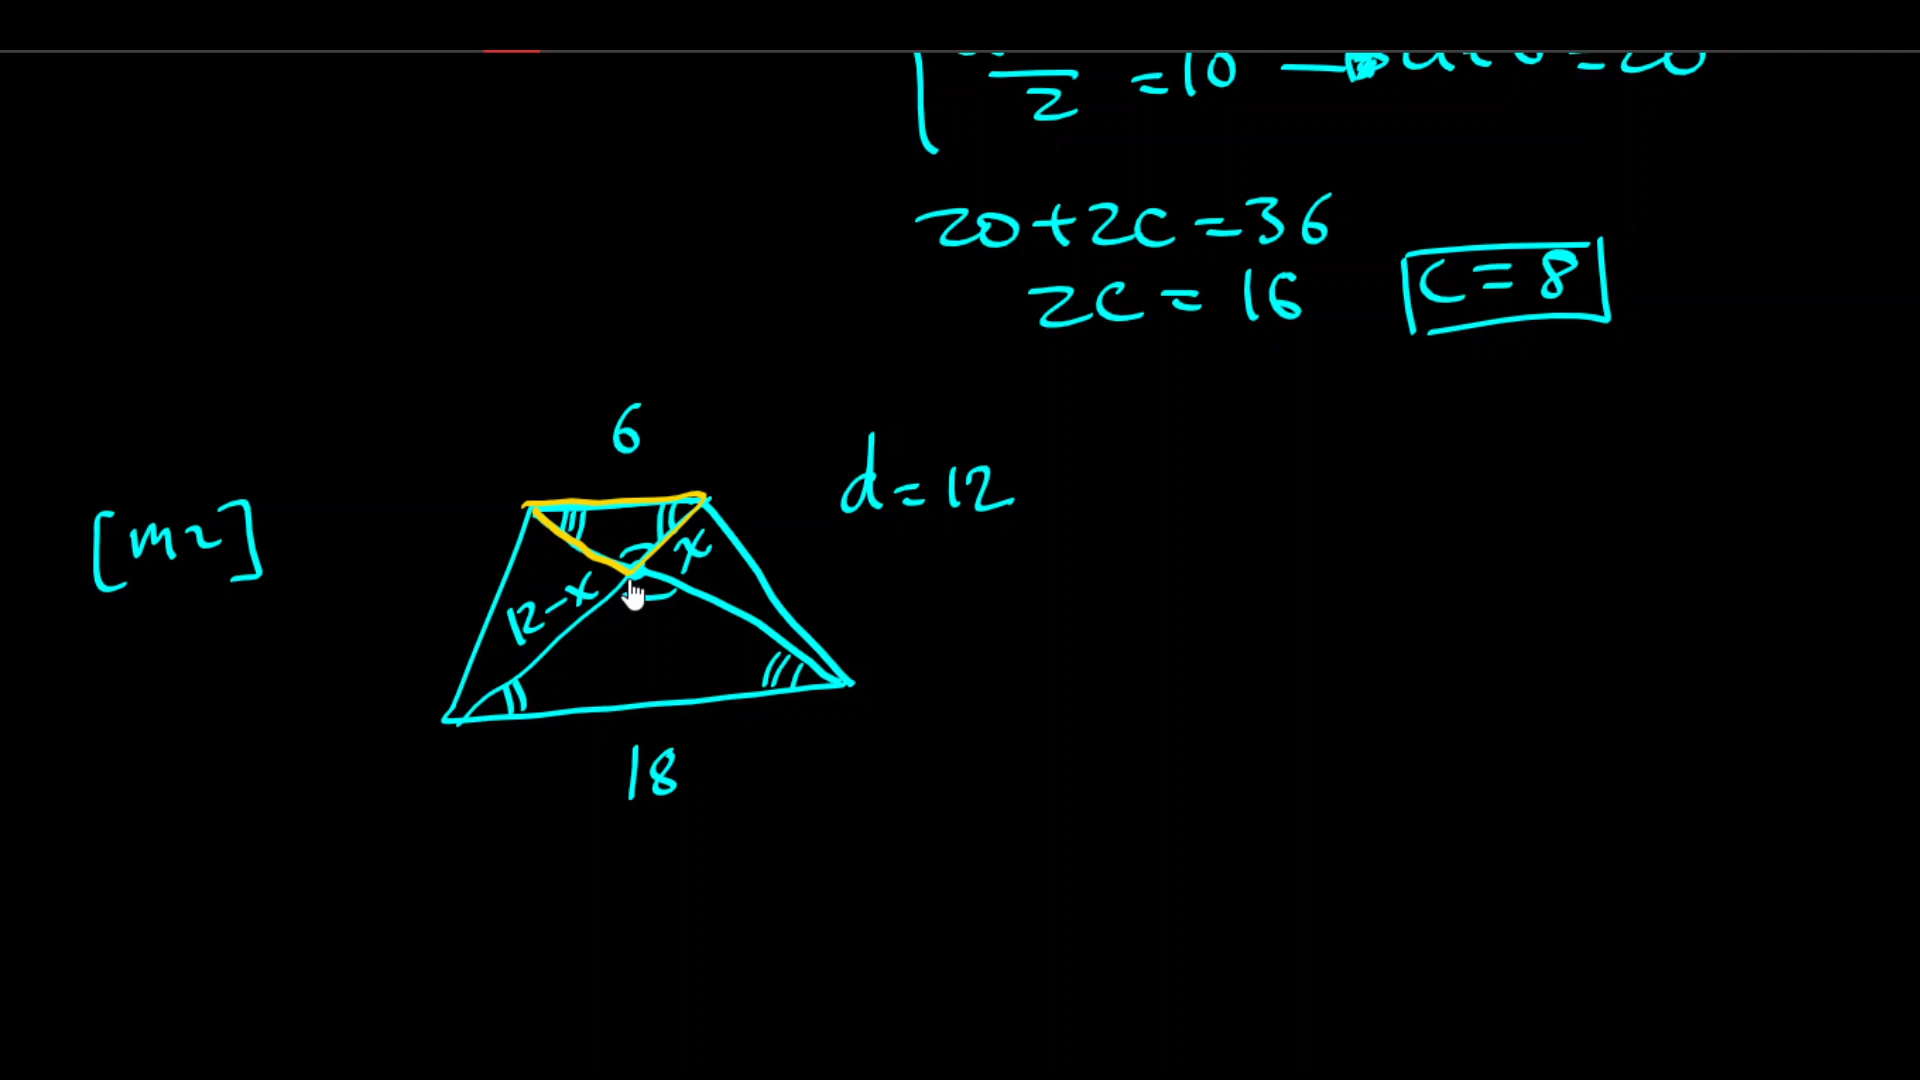 2 = 10
20+2c=36
2c = 16
c = 8
6
d=12
[m2]
x
12-x
18